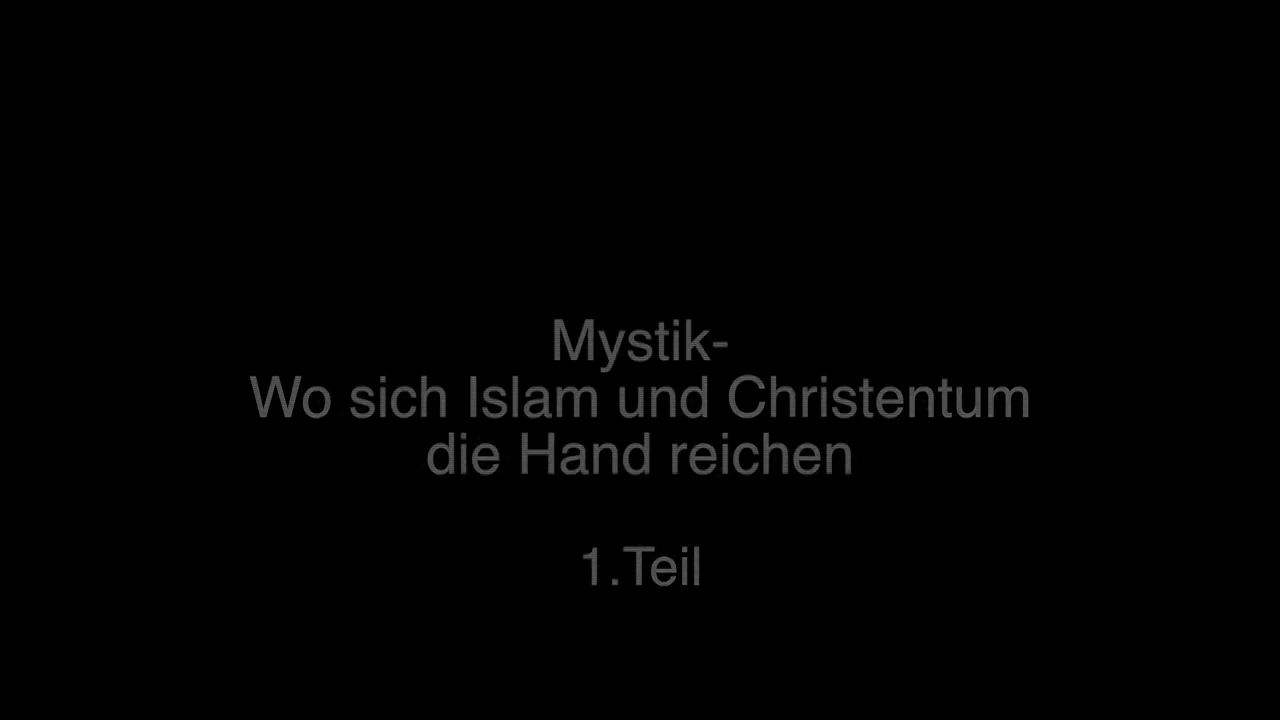 Mystik-
Wo sich Islam und Christentum
die Hand reichen
1.Teil